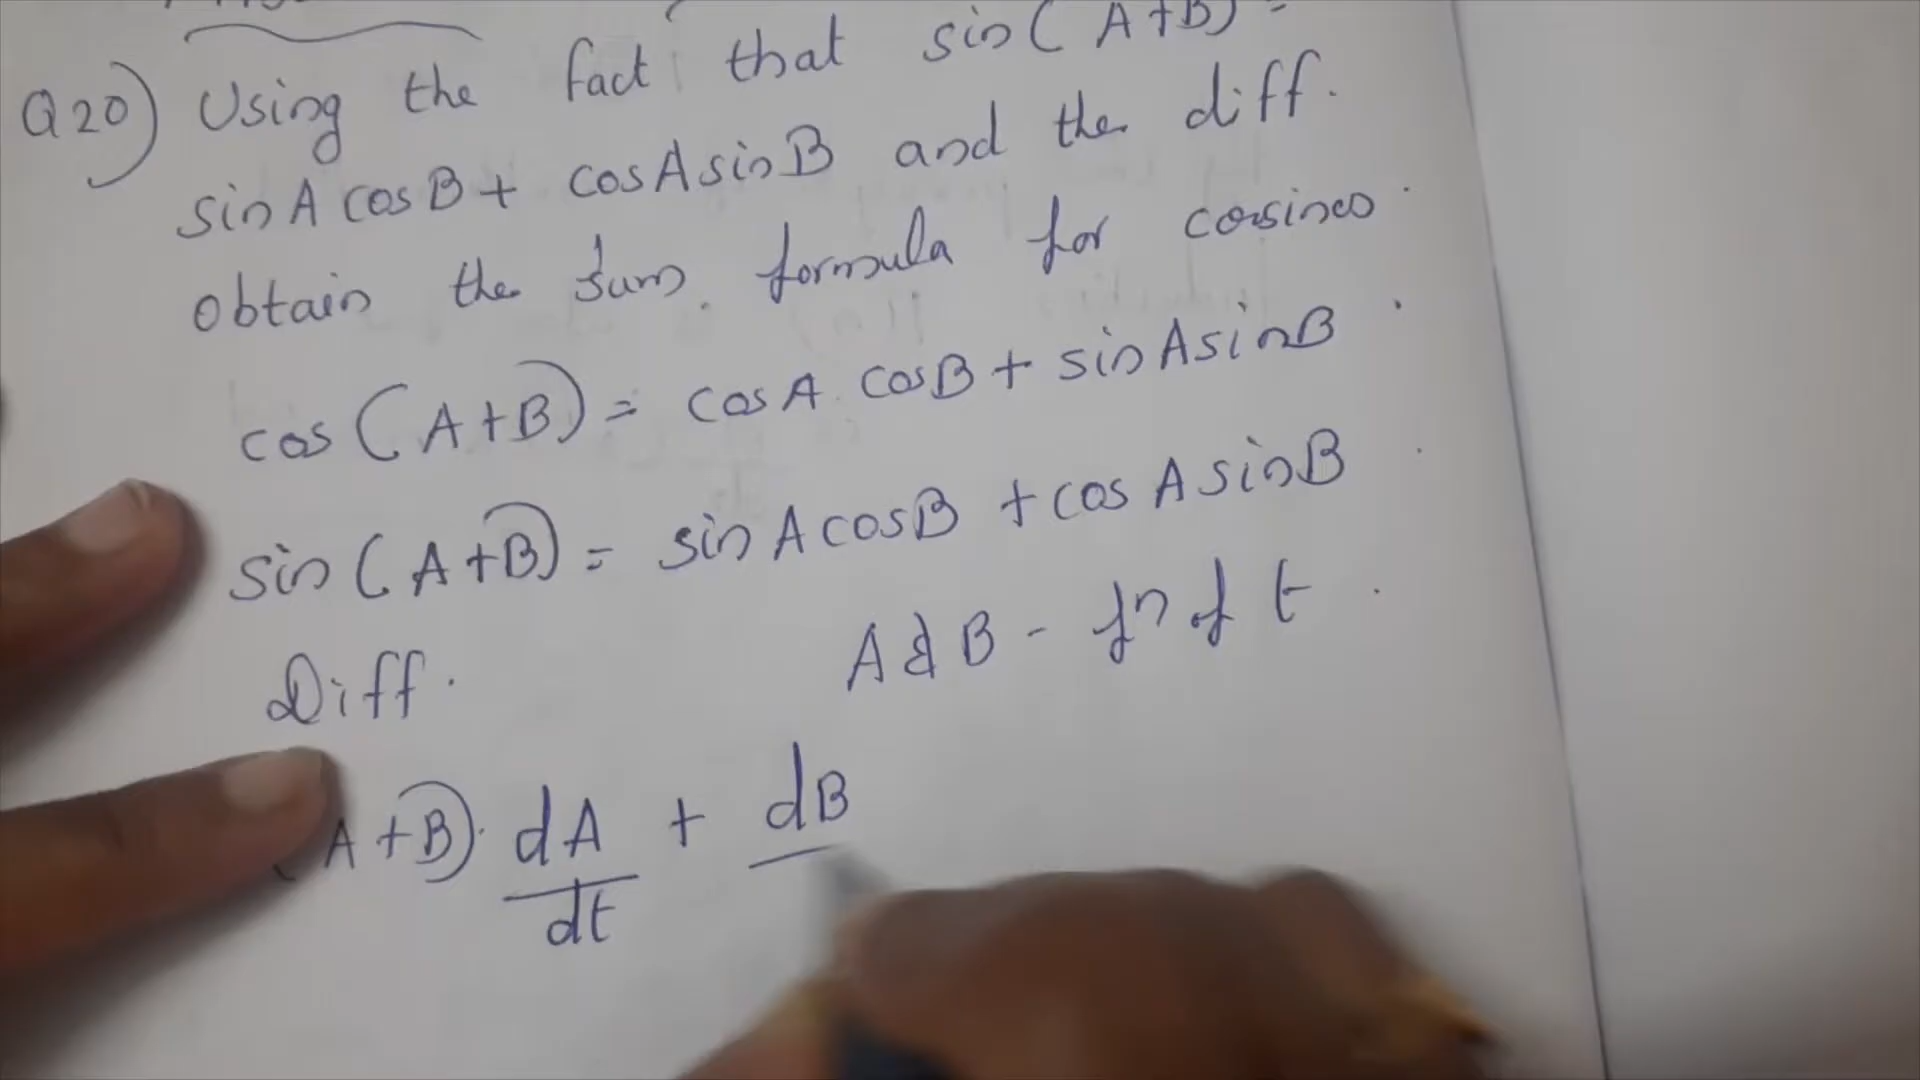 Q20) Using the fact that sin(A+B) =
sin A cos B + cos A sin B and the diff.
obtain the sum formula for cosines
cos (A+B) = cos A cos B + sin A sin B
sin (A+B) = sin A cos B + cos A sin B
Diff. A & B - fn of t
(A+B). dA/dt + dB